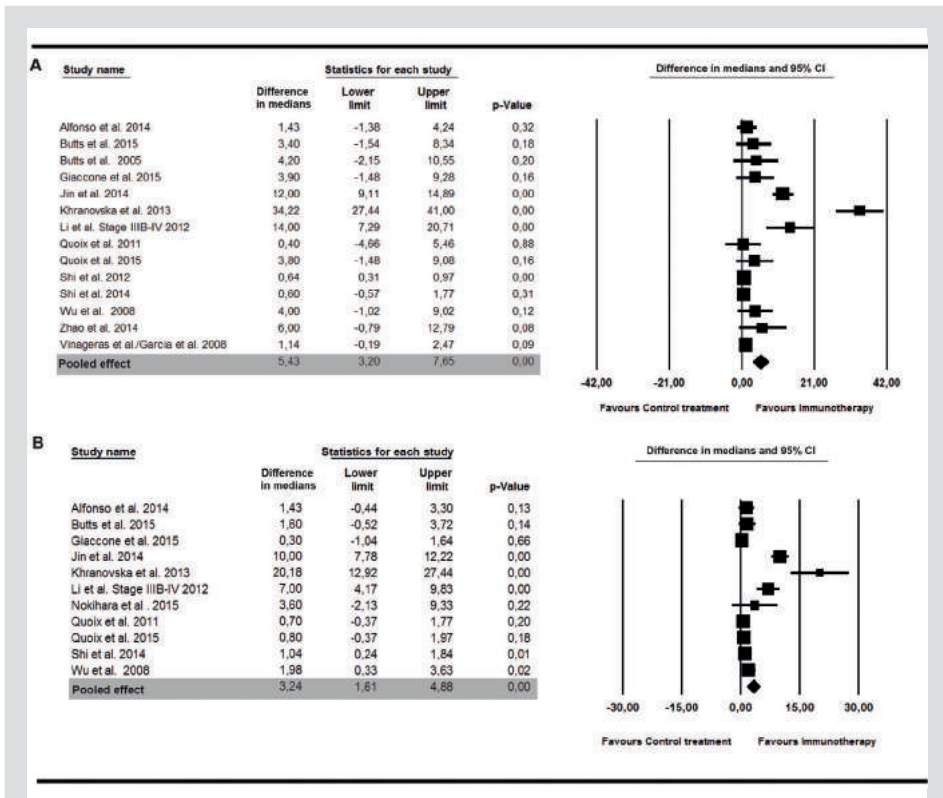 A
Study name Statistics for each study Difference in medians and 95% CI
Difference in medians Lower limit Upper limit p-Value
Alfonso et al. 2014 1,43 -1,38 4,24 0,32
Butts et al. 2015 3,40 -1,54 8,34 0,18
Butts et al. 2005 4,20 -2,15 10,55 0,20
Giaccone et al. 2015 3,90 -1,48 9,28 0,16
Jin et al. 2014 12,00 9,11 14,89 0,00
Khranovska et al. 2013 34,22 27,44 41,00 0,00
Li et al. Stage IIIB-IV 2012 14,00 7,29 20,71 0,00
Quoix et al. 2011 0,40 -4,66 5,46 0,88
Quoix et al. 2015 3,80 -1,48 9,08 0,16
Shi et al. 2012 0,64 0,31 0,97 0,00
Shi et al. 2014 0,60 -0,57 1,77 0,31
Wu et al. 2008 4,00 -1,02 9,02 0,12
Zhao et al. 2014 6,00 -0,79 12,79 0,08
Vinageras et al./Garcia et al. 2008 1,14 -0,19 2,47 0,09
Pooled effect 5,43 3,20 7,65 0,00
-42,00 -21,00 0,00 21,00 42,00
Favours Control treatment Favours Immunotherapy
B
Study name Statistics for each study Difference in medians and 95% CI
Difference in medians Lower limit Upper limit p-Value
Alfonso et al. 2014 1,43 -0,44 3,30 0,13
Butts et al. 2015 1,60 -0,52 3,72 0,14
Giaccone et al. 2015 0,30 -1,04 1,64 0,66
Jin et al. 2014 10,00 7,78 12,22 0,00
Khranovska et al. 2013 20,18 12,92 27,44 0,00
Li et al. Stage IIIB-IV 2012 7,00 4,17 9,83 0,00
Nokihara et al . 2015 3,60 -2,13 9,33 0,22
Quoix et al. 2011 0,70 -0,37 1,77 0,20
Quoix et al. 2015 0,80 -0,37 1,97 0,18
Shi et al. 2014 1,04 0,24 1,84 0,01
Wu et al. 2008 1,98 0,33 3,63 0,02
Pooled effect 3,24 1,61 4,88 0,00
-30,00 -15,00 0,00 15,00 30,00
Favours Control treatment Favours Immunotherapy